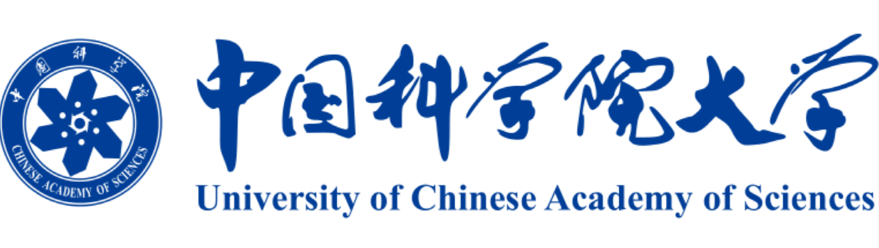 中国科学院
CHINESE ACADEMY OF SCIENCES
中国科学院大学
University of Chinese Academy of Sciences